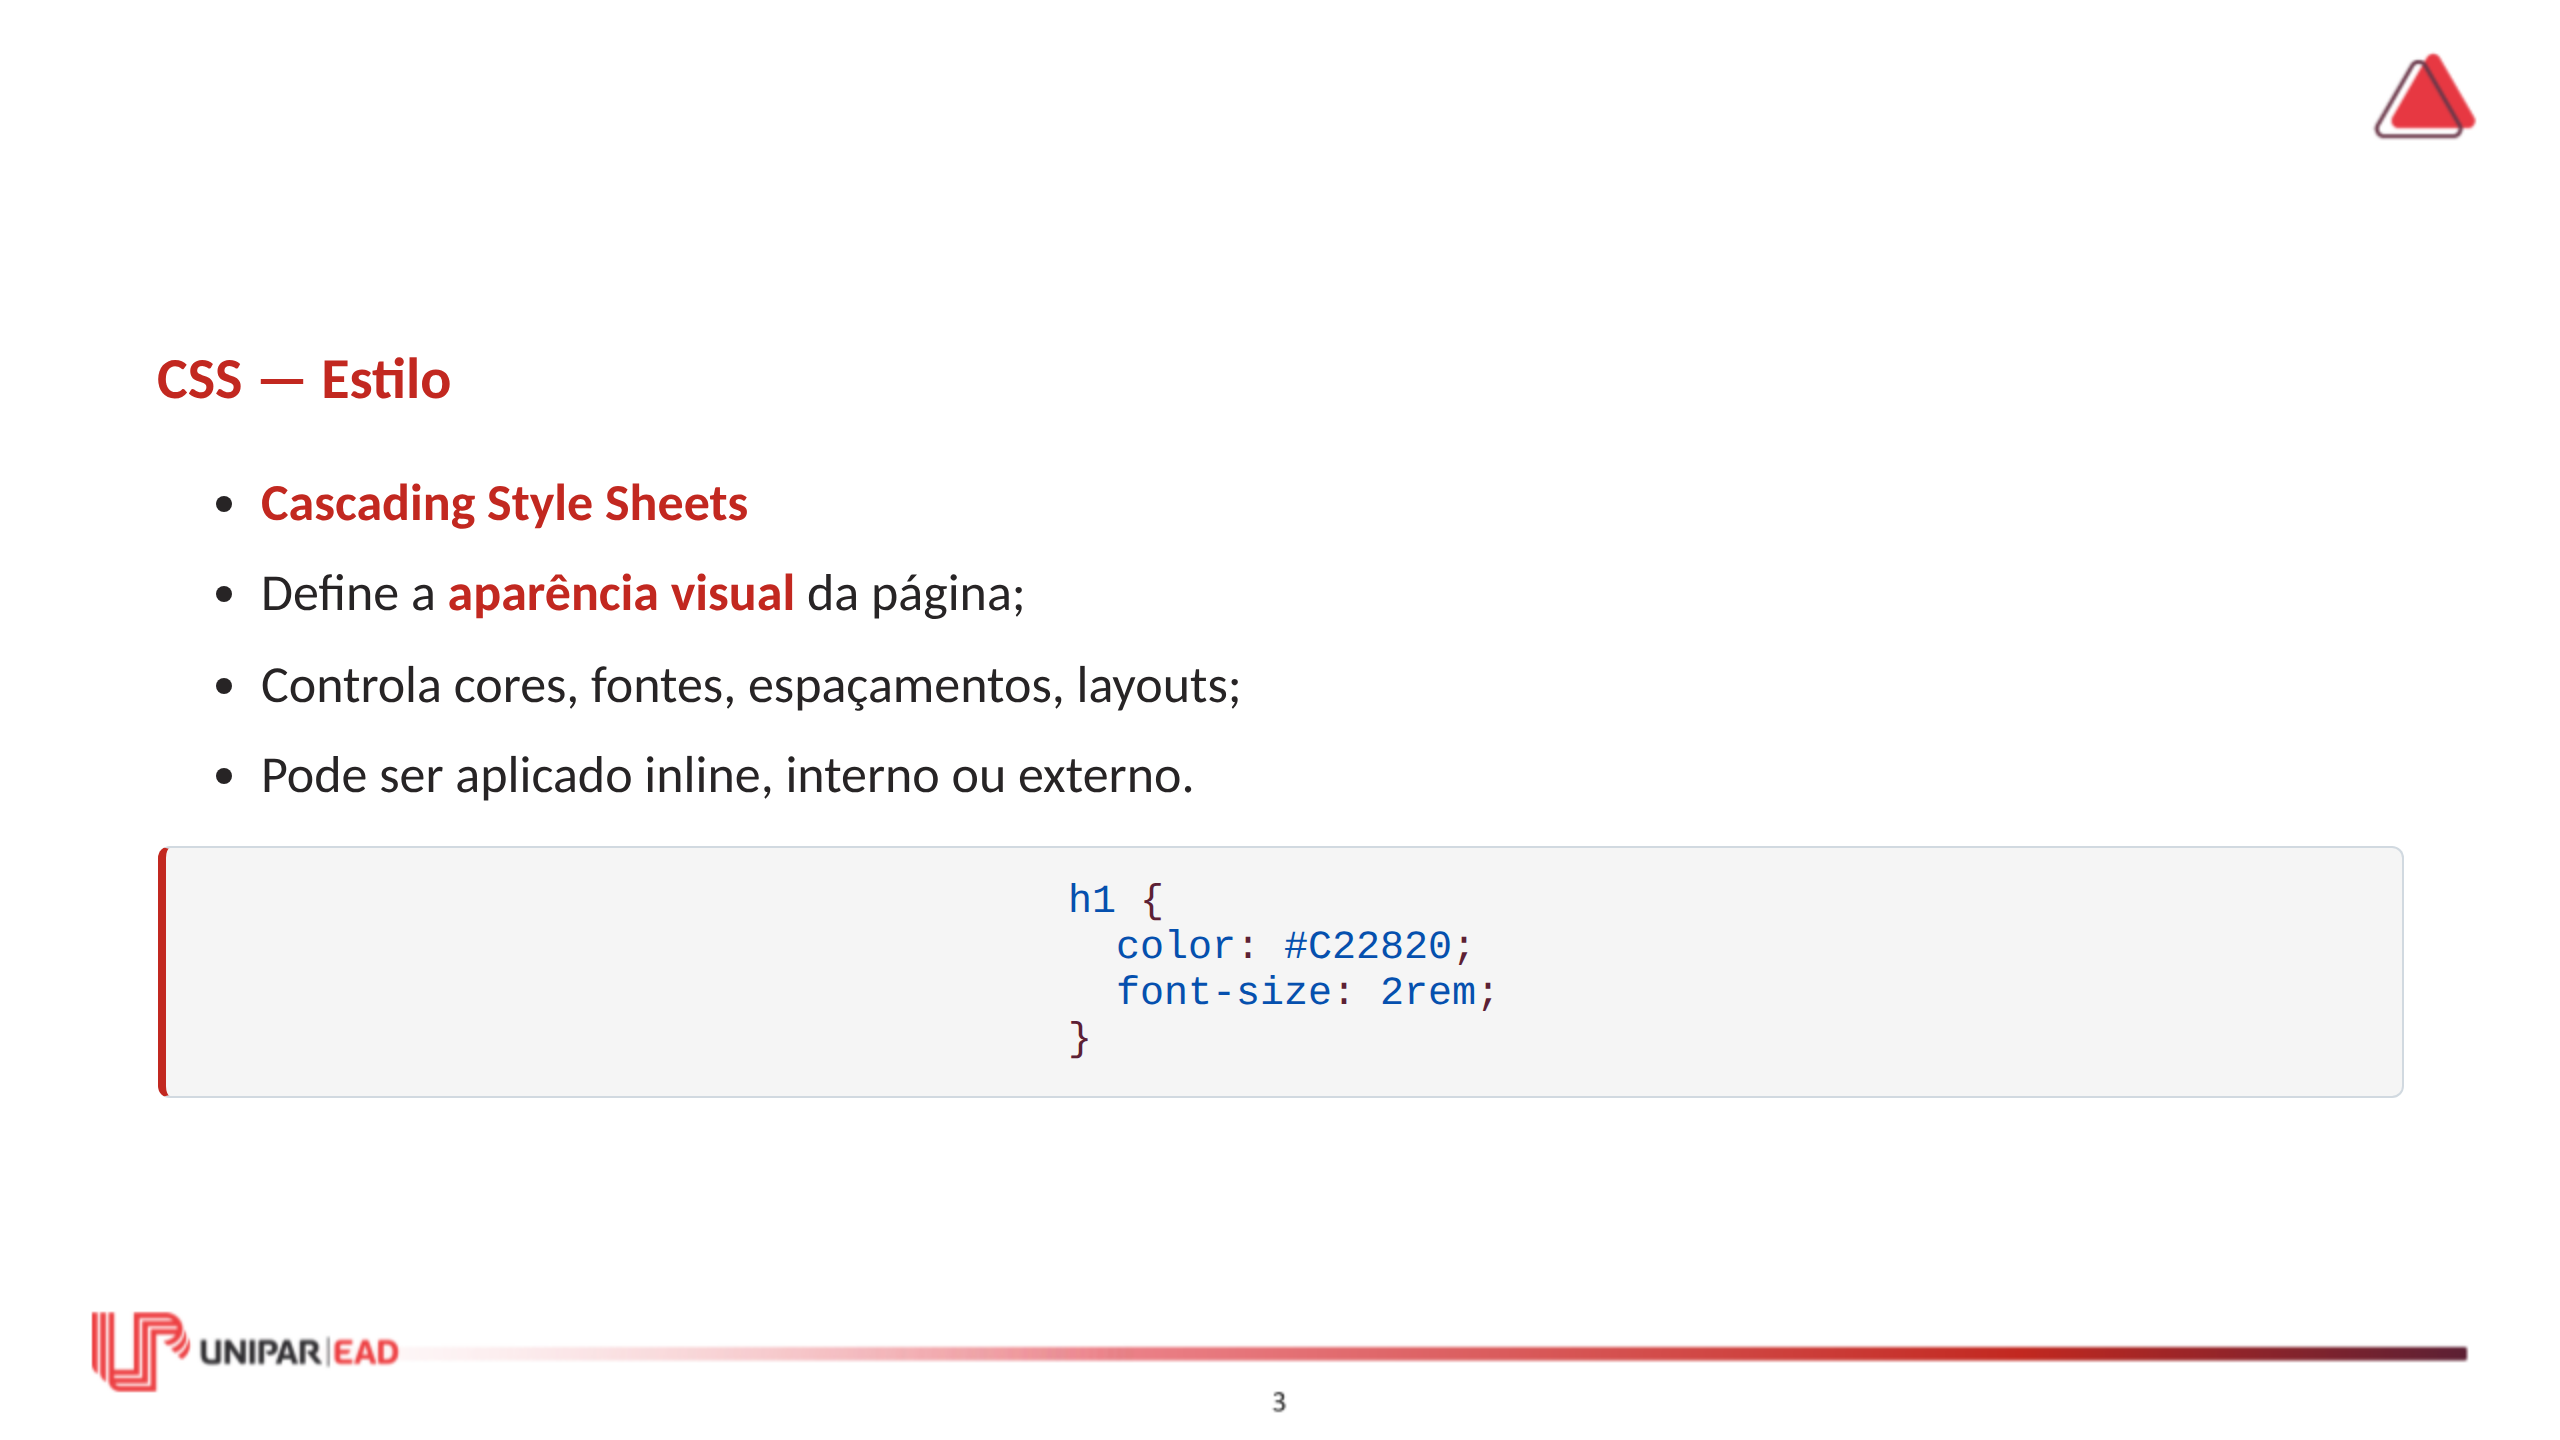 CSS — Estilo
• Cascading Style Sheets
• Define a aparência visual da página;
• Controla cores, fontes, espaçamentos, layouts;
• Pode ser aplicado inline, interno ou externo.
h1 {
  color: #C22820;
  font-size: 2rem;
}
UNIPAR|EAD
3